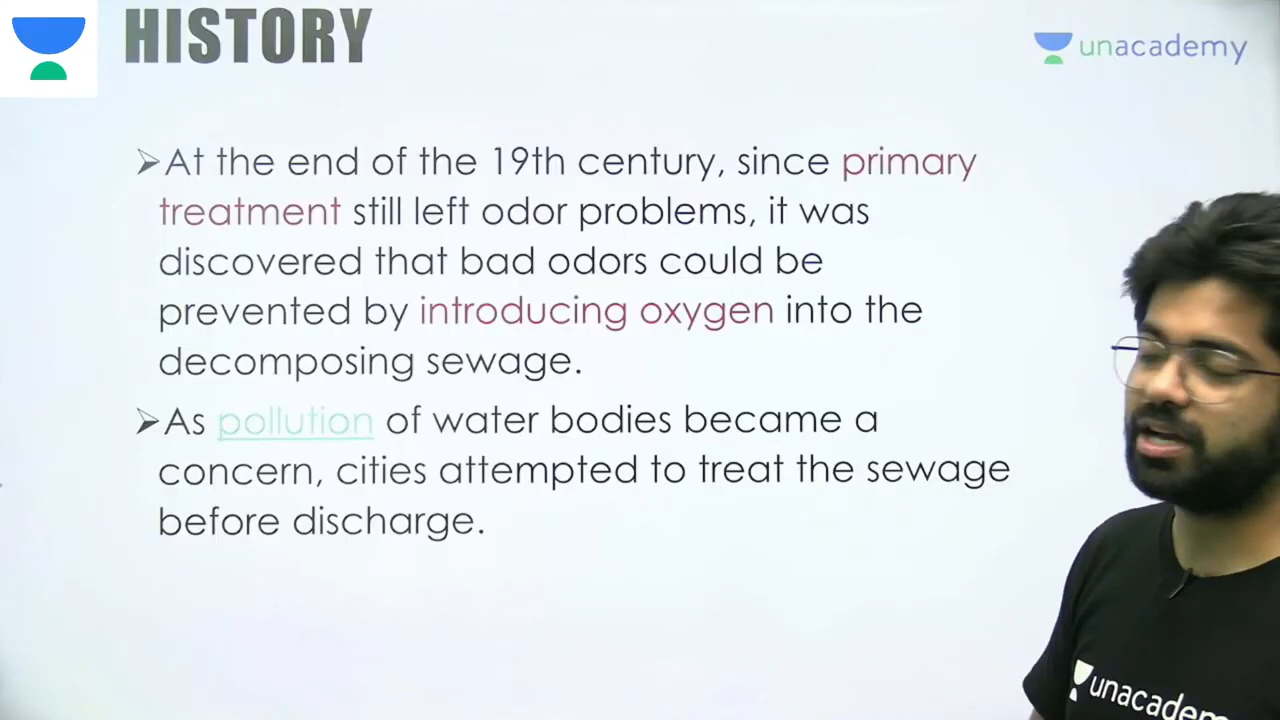 HISTORY
unacademy
➢At the end of the 19th century, since primary
treatment still left odor problems, it was
discovered that bad odors could be
prevented by introducing oxygen into the
decomposing sewage.
➢As pollution of water bodies became a
concern, cities attempted to treat the sewage
before discharge.
unacademy